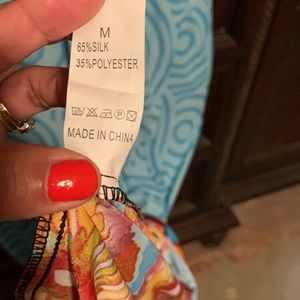 M
65%SILK
35%POLYESTER
MADE IN CHINA